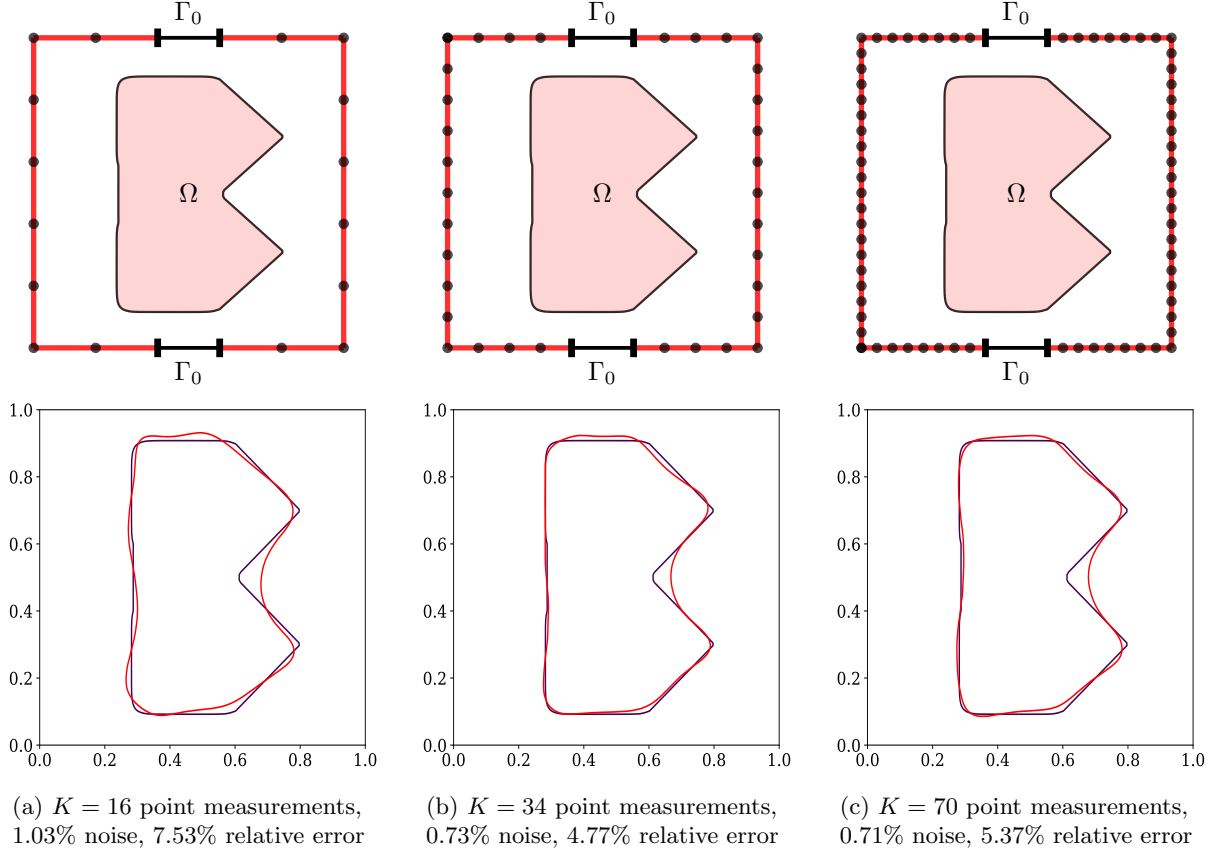 Γ₀ Γ₀ Γ₀
Ω Ω Ω
Γ₀ Γ₀ Γ₀
1.0 1.0 1.0
0.8 0.8 0.8
0.6 0.6 0.6
0.4 0.4 0.4
0.2 0.2 0.2
0.0 0.0 0.0
0.0 0.2 0.4 0.6 0.8 1.0 0.0 0.2 0.4 0.6 0.8 1.0 0.0 0.2 0.4 0.6 0.8 1.0
(a) K = 16 point measurements,
1.03% noise, 7.53% relative error
(b) K = 34 point measurements,
0.73% noise, 4.77% relative error
(c) K = 70 point measurements,
0.71% noise, 5.37% relative error